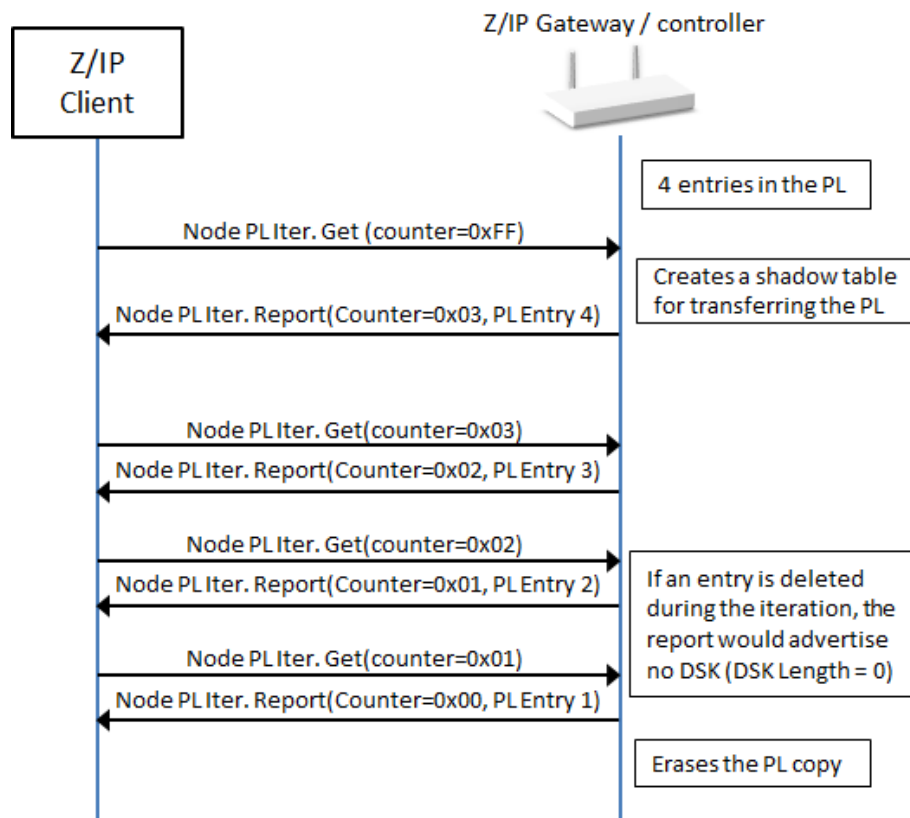 Z/IP Gateway / controller
Z/IP
Client
4 entries in the PL
Node PL Iter. Get (counter=0xFF)
Creates a shadow table
for transferring the PL
Node PL Iter. Report(Counter=0x03, PL Entry 4)
Node PL Iter. Get(counter=0x03)
Node PL Iter. Report(Counter=0x02, PL Entry 3)
Node PL Iter. Get(counter=0x02)
Node PL Iter. Report(Counter=0x01, PL Entry 2)
If an entry is deleted
during the iteration, the
report would advertise
no DSK (DSK Length = 0)
Node PL Iter. Get(counter=0x01)
Node PL Iter. Report(Counter=0x00, PL Entry 1)
Erases the PL copy